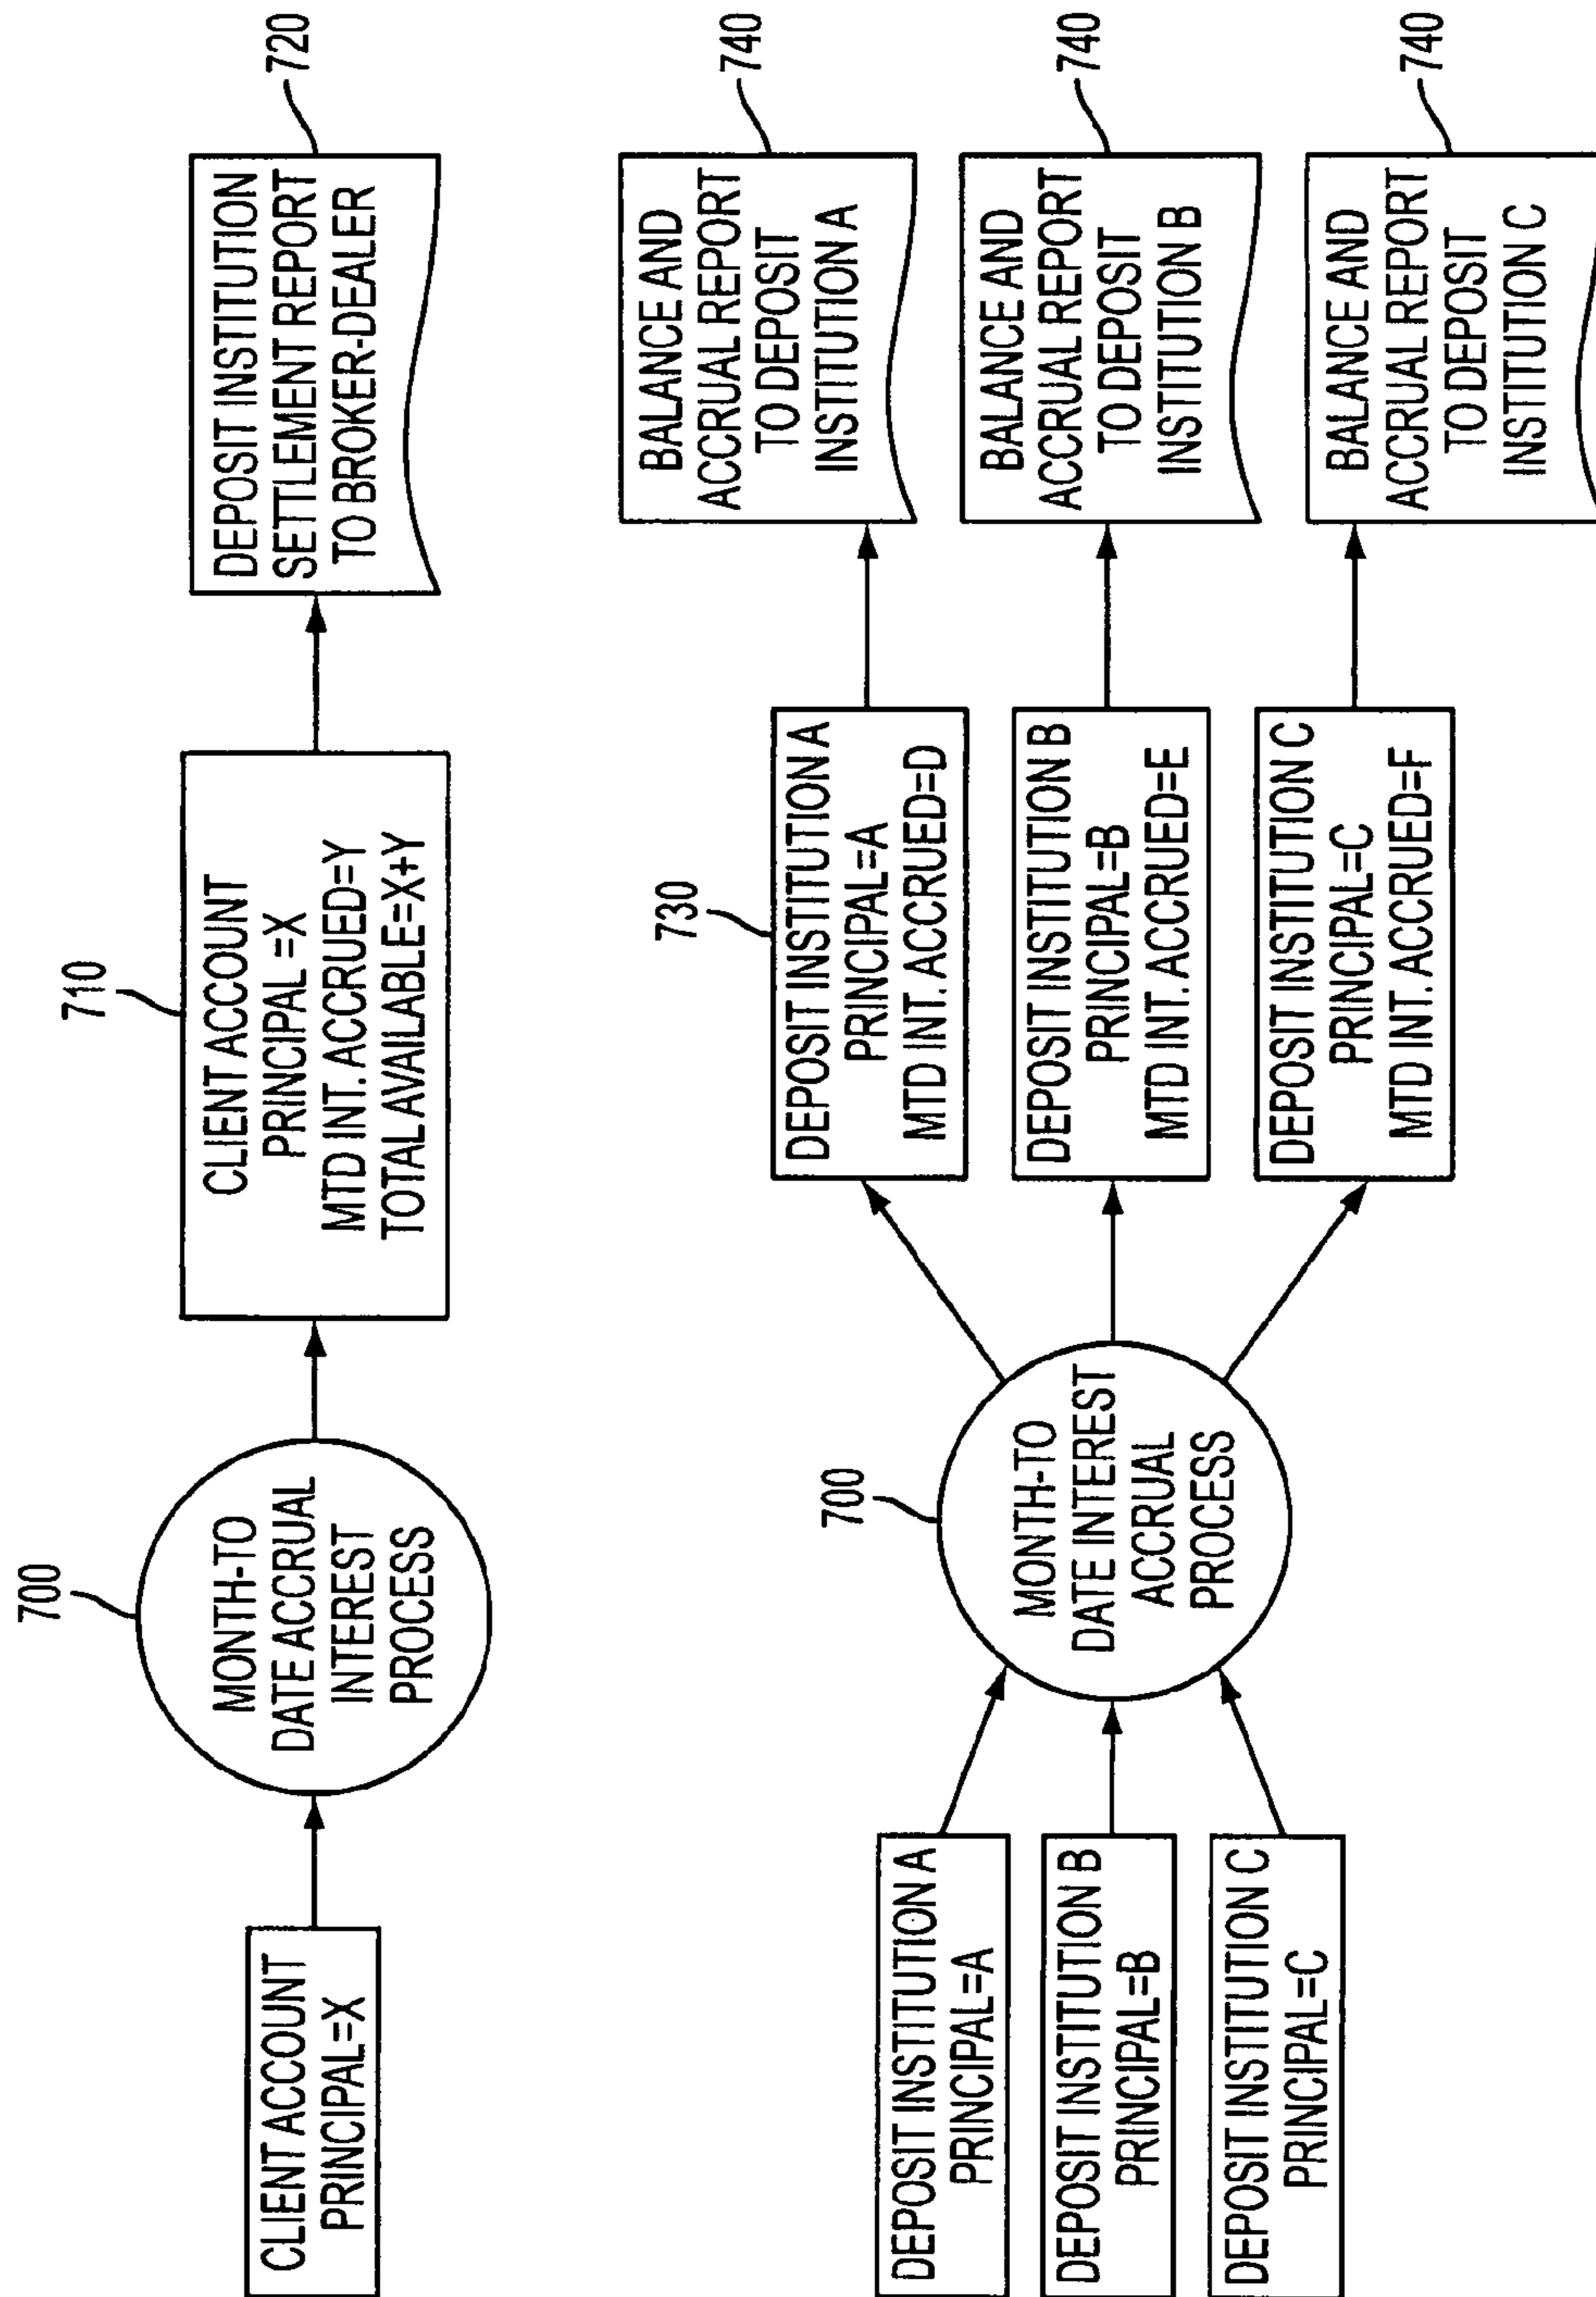 CLIENT ACCOUNT
PRINCIPAL=X
700
MONTH-TO
DATE ACCRUAL
INTEREST
PROCESS
710
CLIENT ACCOUNT
PRINCIPAL =X
MTD INT. ACCRUED=Y
TOTAL AVAILABLE=X+Y
720
DEPOSIT INSTITUTION
SETTLEMENT REPORT
TO BROKER-DEALER
DEPOSIT INSTITUTION A
PRINCIPAL=A
DEPOSIT INSTITUTION B
PRINCIPAL=B
DEPOSIT INSTITUTION C
PRINCIPAL=C
700
MONTH-TO
DATE INTEREST
ACCRUAL
PROCESS
730
DEPOSIT INSTITUTION A
PRINCIPAL=A
MTD INT. ACCRUED=D
DEPOSIT INSTITUTION B
PRINCIPAL=B
MTD INT. ACCRUED=E
DEPOSIT INSTITUTION C
PRINCIPAL=C
MTD INT. ACCRUED=F
740
BALANCE AND
ACCRUAL REPORT
TO DEPOSIT
INSTITUTION A
740
BALANCE AND
ACCRUAL REPORT
TO DEPOSIT
INSTITUTION B
740
BALANCE AND
ACCRUAL REPORT
TO DEPOSIT
INSTITUTION C